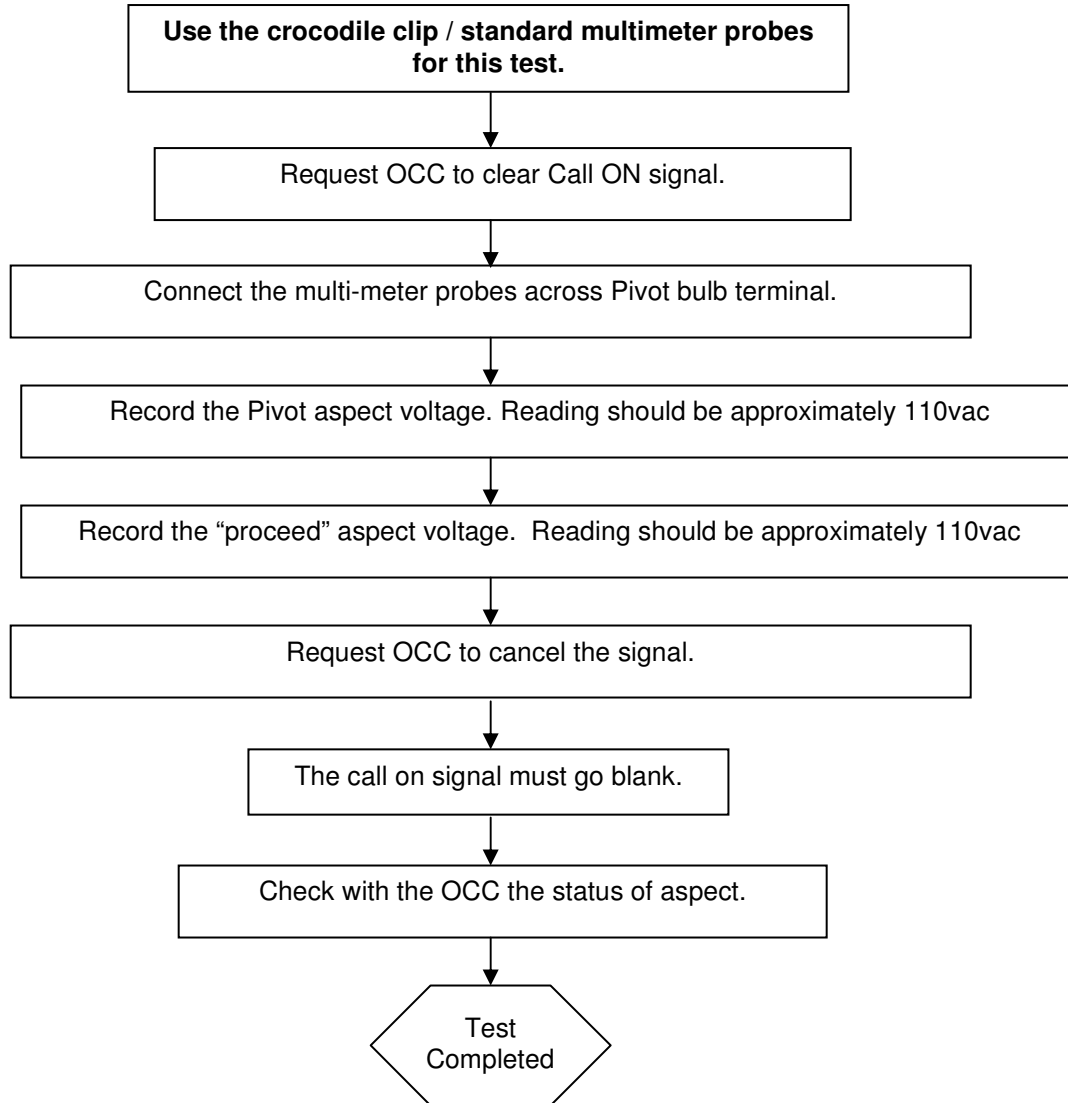 Use the crocodile clip / standard multimeter probes
for this test.
Request OCC to clear Call ON signal.
Connect the multi-meter probes across Pivot bulb terminal.
Record the Pivot aspect voltage. Reading should be approximately 110vac
Record the “proceed” aspect voltage.  Reading should be approximately 110vac
Request OCC to cancel the signal.
The call on signal must go blank.
Check with the OCC the status of aspect.
Test
Completed